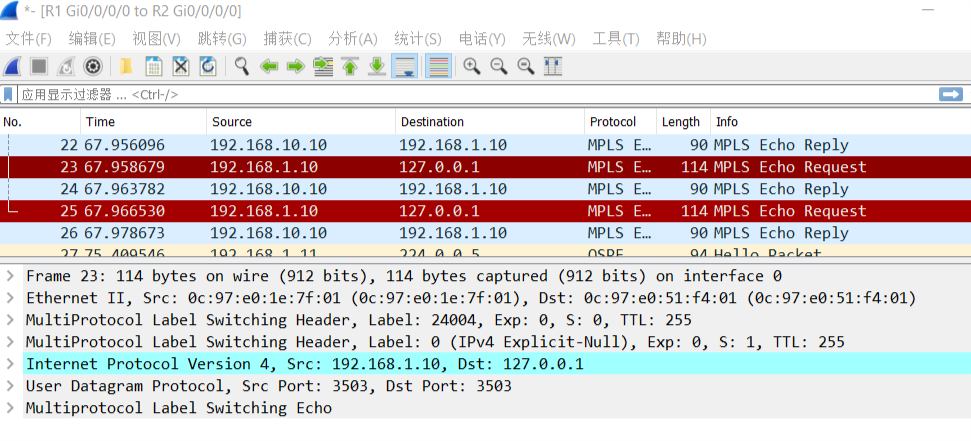 *- [R1 Gi0/0/0/0 to R2 Gi0/0/0/0]
文件(F) 编辑(E) 视图(V) 跳转(G) 捕获(C) 分析(A) 统计(S) 电话(Y) 无线(W) 工具(T) 帮助(H)
应用显示过滤器 … <Ctrl-/>
No. Time Source Destination Protocol Length Info
22 67.956096 192.168.10.10 192.168.1.10 MPLS E… 90 MPLS Echo Reply
23 67.958679 192.168.1.10 127.0.0.1 MPLS E… 114 MPLS Echo Request
24 67.963782 192.168.10.10 192.168.1.10 MPLS E… 90 MPLS Echo Reply
25 67.966530 192.168.1.10 127.0.0.1 MPLS E… 114 MPLS Echo Request
26 67.978673 192.168.10.10 192.168.1.10 MPLS E… 90 MPLS Echo Reply
27 75.409546 192.168.1.11 224.0.0.5 OSPF 94 Hello Packet
Frame 23: 114 bytes on wire (912 bits), 114 bytes captured (912 bits) on interface 0
Ethernet II, Src: 0c:97:e0:1e:7f:01 (0c:97:e0:1e:7f:01), Dst: 0c:97:e0:51:f4:01 (0c:97:e0:51:f4:01)
MultiProtocol Label Switching Header, Label: 24004, Exp: 0, S: 0, TTL: 255
MultiProtocol Label Switching Header, Label: 0 (IPv4 Explicit-Null), Exp: 0, S: 1, TTL: 255
Internet Protocol Version 4, Src: 192.168.1.10, Dst: 127.0.0.1
User Datagram Protocol, Src Port: 3503, Dst Port: 3503
Multiprotocol Label Switching Echo